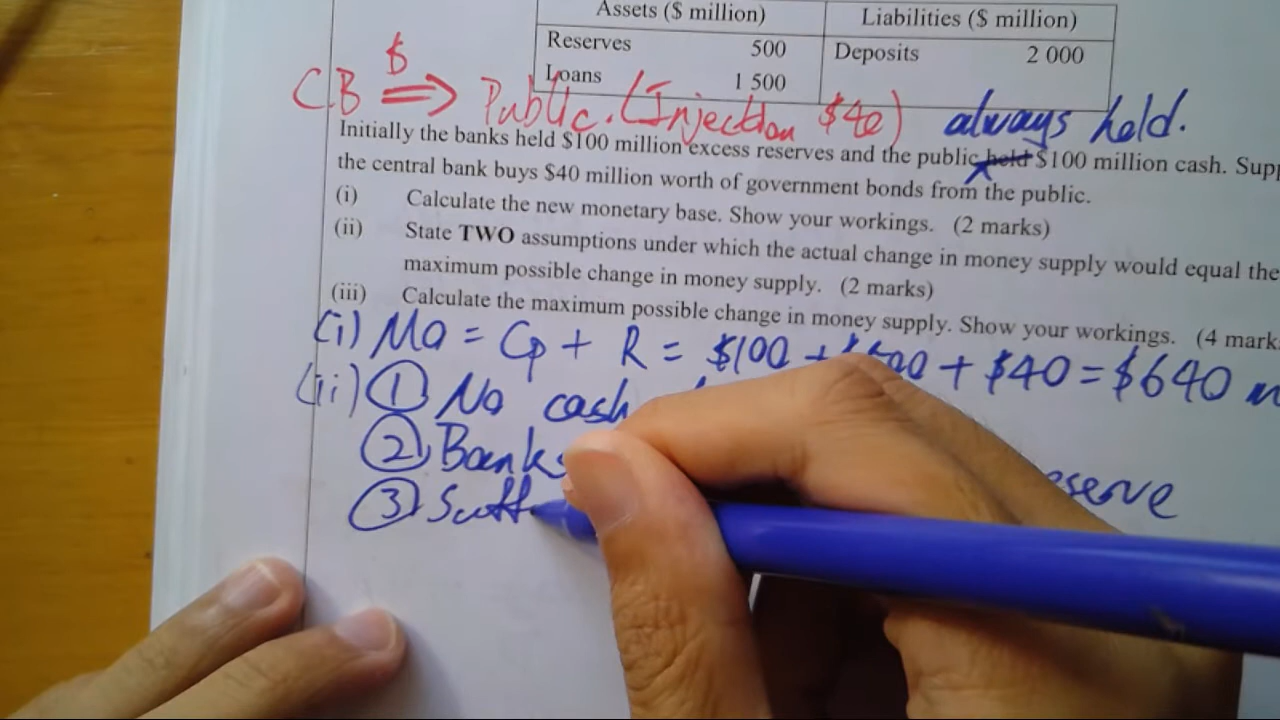 Assets ($ million) Liabilities ($ million)
Reserves 500 Deposits 2 000
Loans 1 500
$
CB ⇒ Public. (Injection $40) always held.
Initially the banks held $100 million excess reserves and the public held $100 million cash.
the central bank buys $40 million worth of government bonds from the public.
(i) Calculate the new monetary base. Show your workings. (2 marks)
(ii) State TWO assumptions under which the actual change in money supply would equal the
maximum possible change in money supply. (2 marks)
(iii) Calculate the maximum possible change in money supply. Show your workings. (4
(i) = Cp + R = $100 + + $40 = $640
(ii) ① No cash
② Banks
③